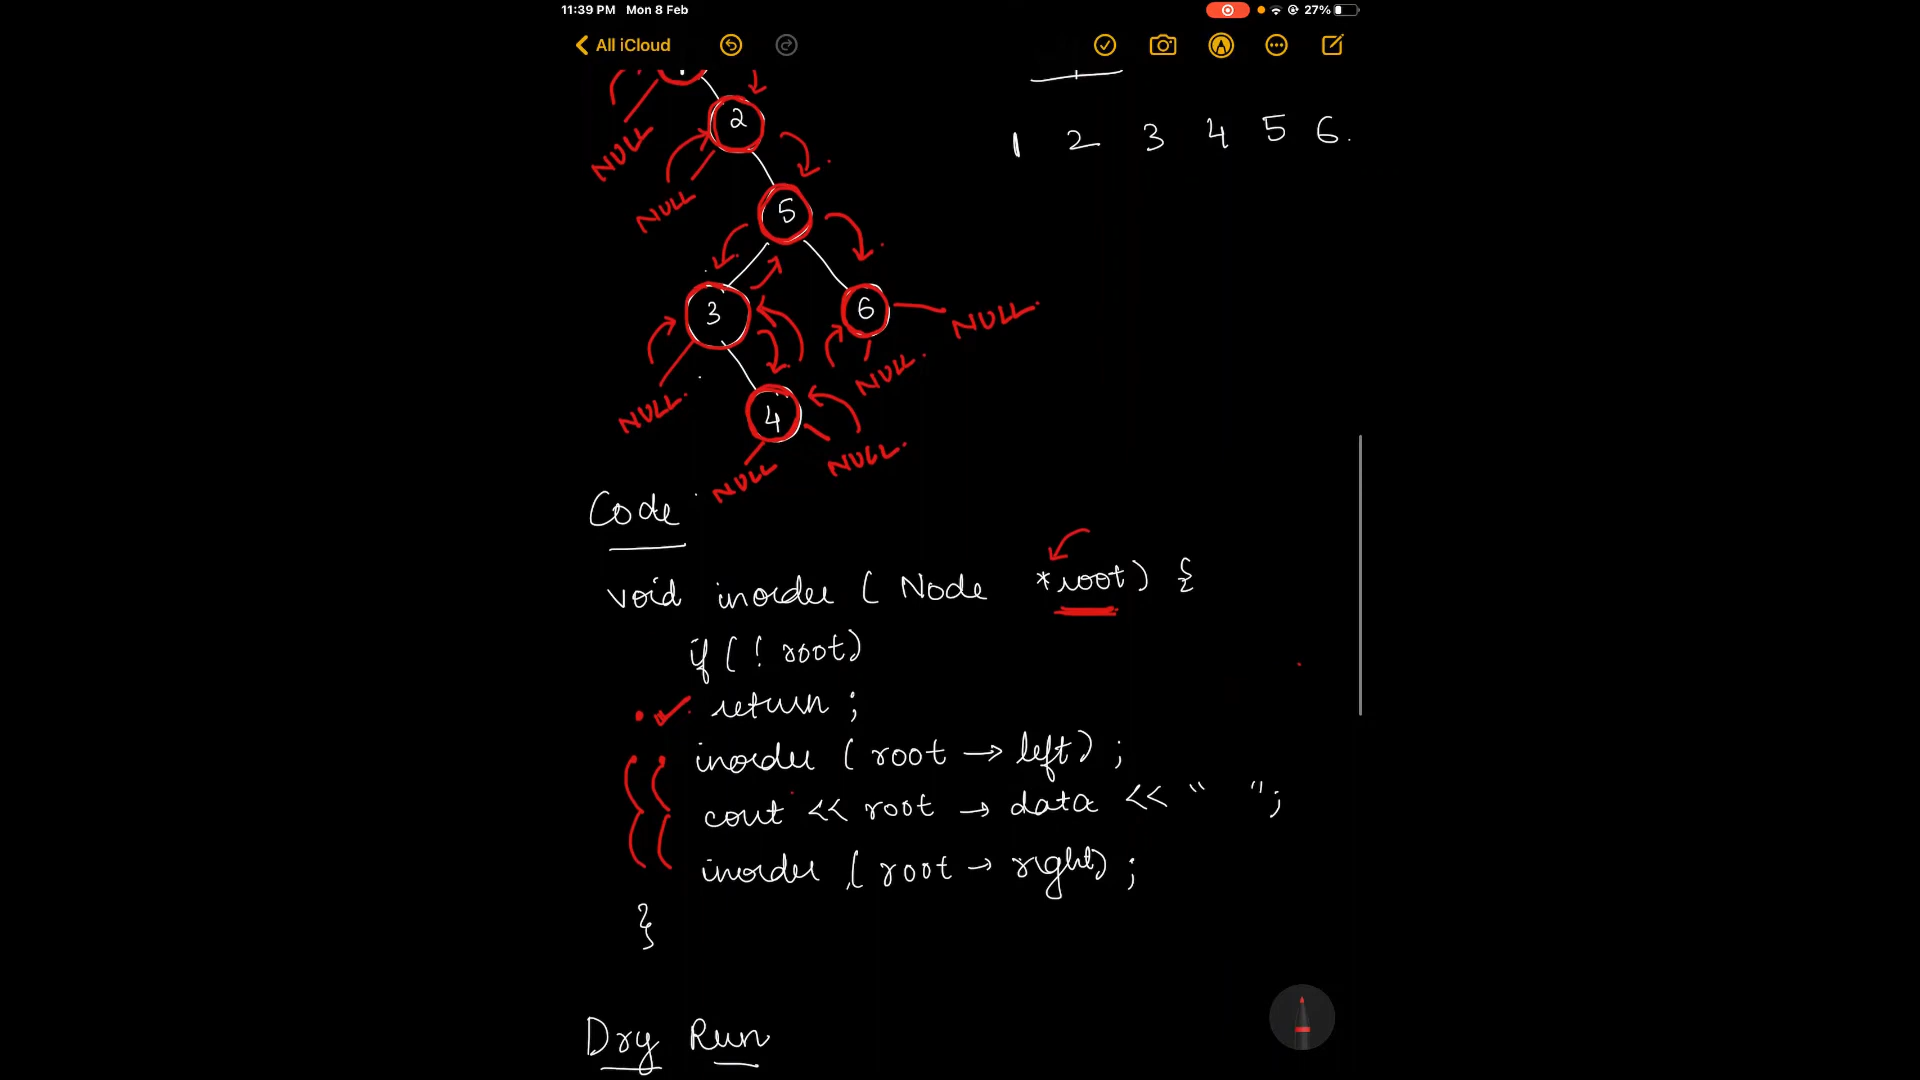 11:39 PM Mon 8 Feb
27%
All iCloud
1 2 3 4 5 6.
2
NULL
NULL
5
3
6
NULL.
NULL.
NULL.
4
NULL.
NULL
Code
void inorder ( Node *root) {
if ( ! root)
return ;
inorder ( root → left) ;
cout << root → data << " ";
inorder ( root → right) ;
}
Dry Run